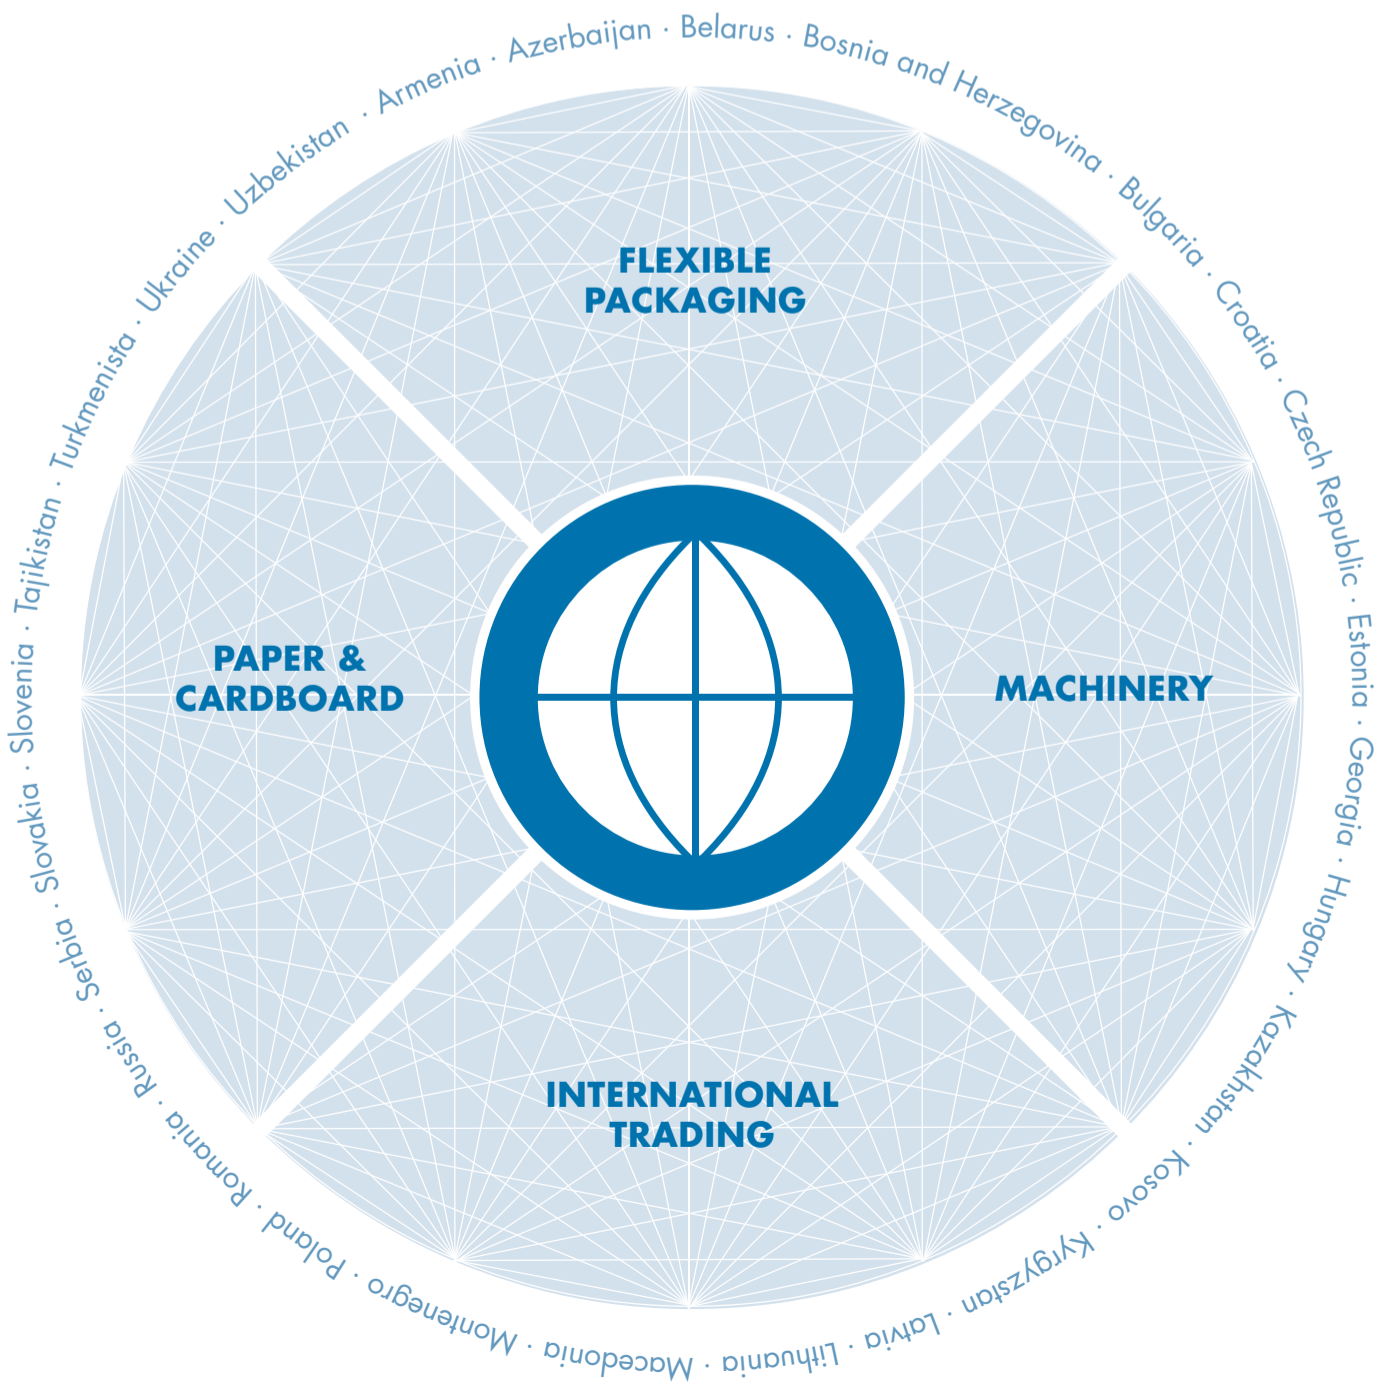 Armenia · Azerbaijan · Belarus · Bosnia and Herzegovina · Bulgaria · Croatia · Czech Republic · Estonia · Georgia · Hungary · Kazakhstan · Kosovo · Kyrgyzstan · Latvia · Lithuania · Macedonia · Montenegro · Poland · Romania · Russia · Serbia · Slovakia · Slovenia · Tajikistan · Turkmenista · Ukraine · Uzbekistan ·
FLEXIBLE
PACKAGING
PAPER &
CARDBOARD
MACHINERY
INTERNATIONAL
TRADING